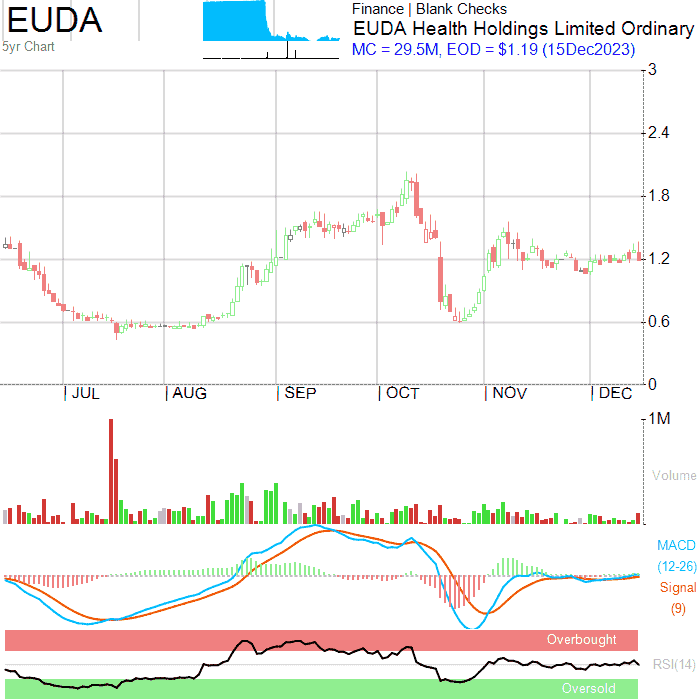 EUDA
5yr Chart
Finance | Blank Checks
EUDA Health Holdings Limited Ordinary
MC = 29.5M, EOD = $1.19 (15Dec2023)
3
2.4
1.8
1.2
0.6
0
JUL AUG SEP OCT NOV DEC
1M
Volume
MACD
(12-26)
Signal
(9)
Overbought
RSI(14)
Oversold